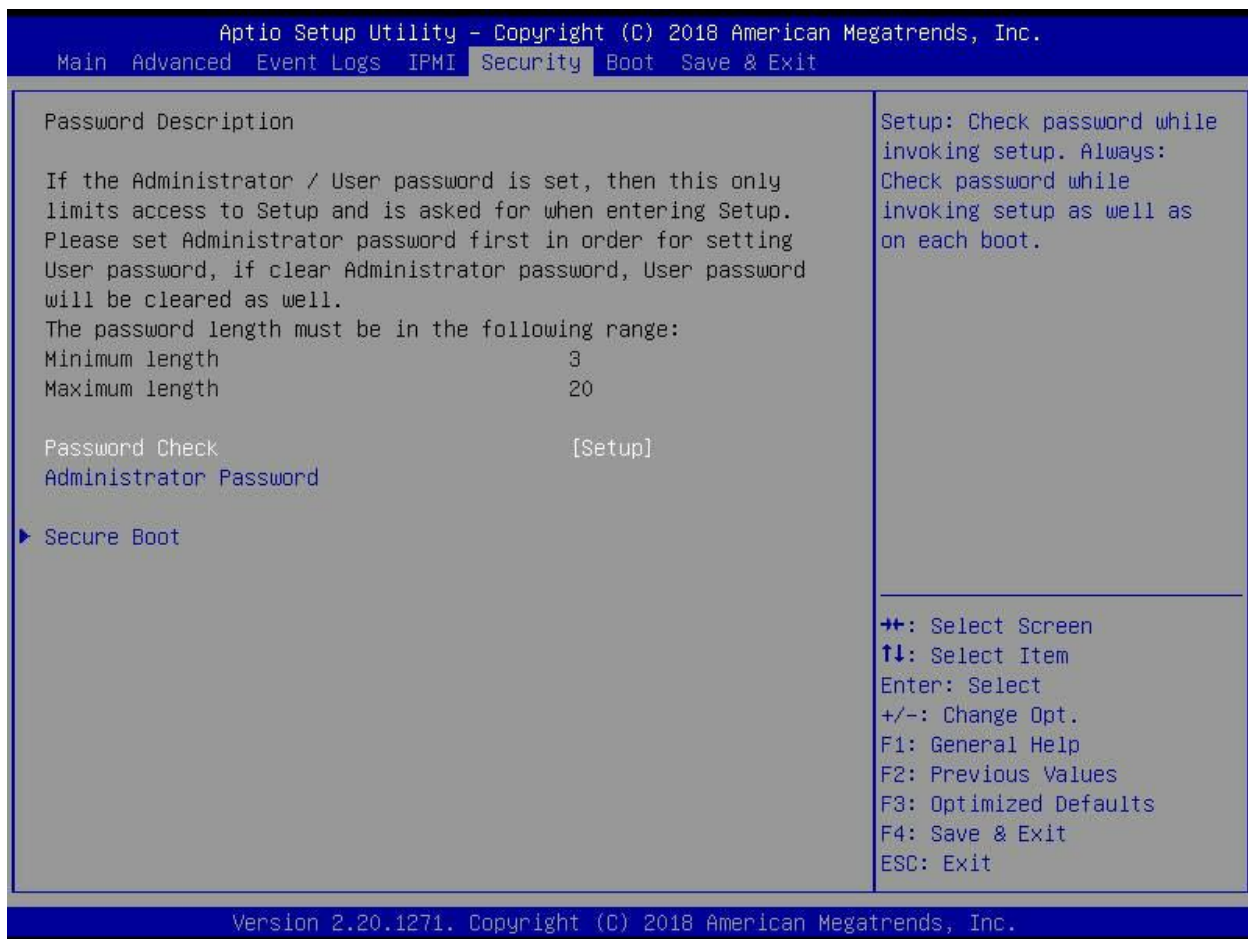 Aptio Setup Utility – Copyright (C) 2018 American Megatrends, Inc.
Main Advanced Event Logs IPMI Security Boot Save & Exit
Password Description
If the Administrator / User password is set, then this only
limits access to Setup and is asked for when entering Setup.
Please set Administrator password first in order for setting
User password, if clear Administrator password, User password
will be cleared as well.
The password length must be in the following range:
Minimum length 3
Maximum length 20
Password Check [Setup]
Administrator Password
Secure Boot
Setup: Check password while
invoking setup. Always:
Check password while
invoking setup as well as
on each boot.
→←: Select Screen
↑↓: Select Item
Enter: Select
+/-: Change Opt.
F1: General Help
F2: Previous Values
F3: Optimized Defaults
F4: Save & Exit
ESC: Exit
Version 2.20.1271. Copyright (C) 2018 American Megatrends, Inc.